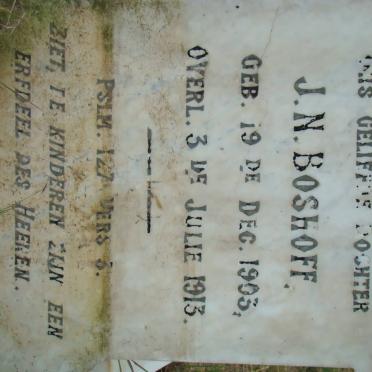 ONS GELIEFDE DOCHTER
J.N. BOSHOFF,
GEB. 19 DE DEC. 1903,
OVERL. 3 DE JULIE 1913.
PSLM. 127 VERS 3.
ZIET, DE KINDEREN ZIJN EEN
ERFDEEL DES HEEREN.